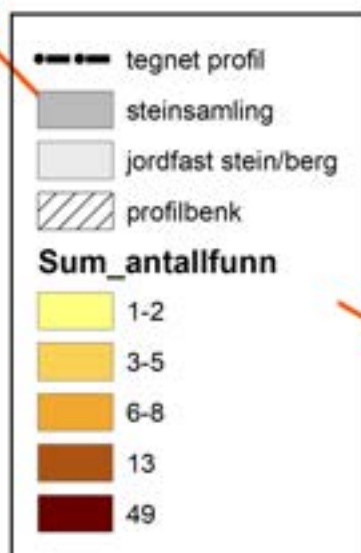 tegnet profil
steinsamling
jordfast stein/berg
profilbenk
Sum_antallfunn
1-2
3-5
6-8
13
49